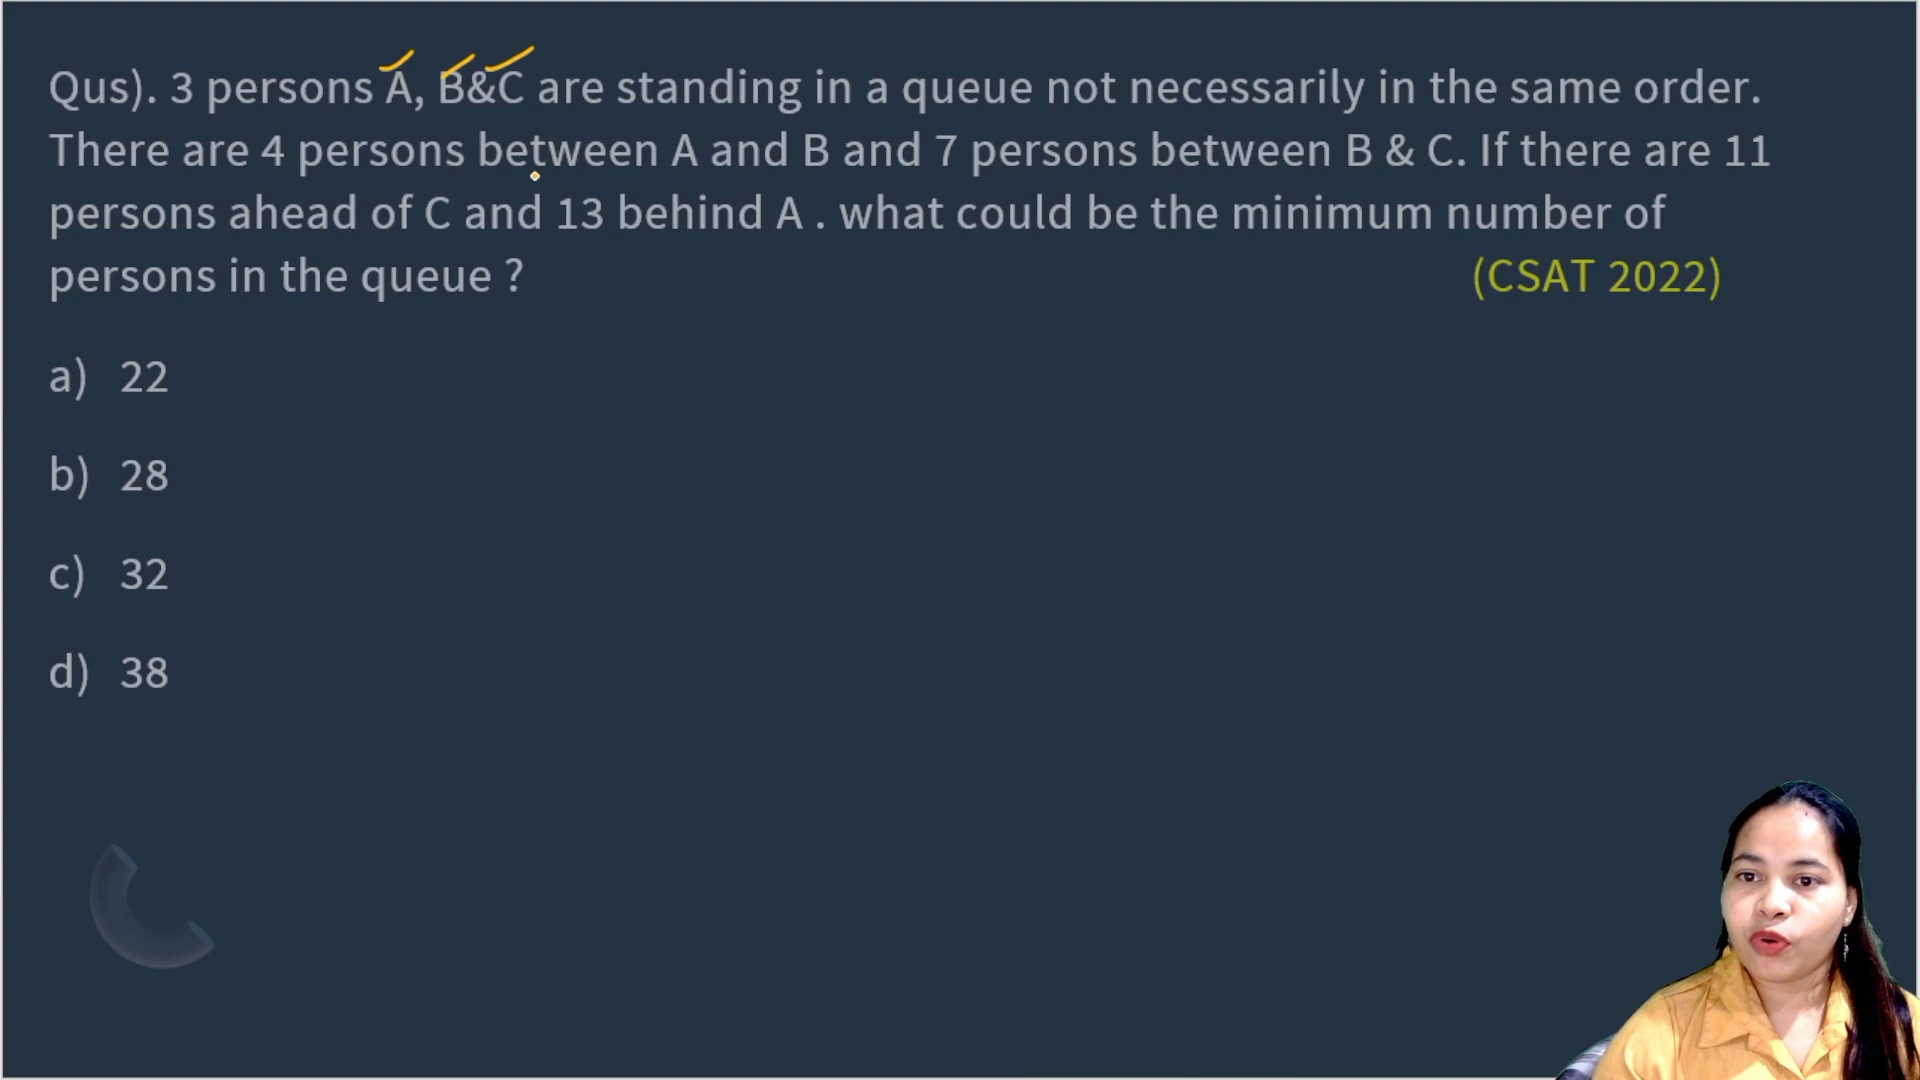 Qus). 3 persons A, B&C are standing in a queue not necessarily in the same order.
There are 4 persons between A and B and 7 persons between B & C. If there are 11
persons ahead of C and 13 behind A . what could be the minimum number of
persons in the queue ?
(CSAT 2022)
a) 22
b) 28
c) 32
d) 38